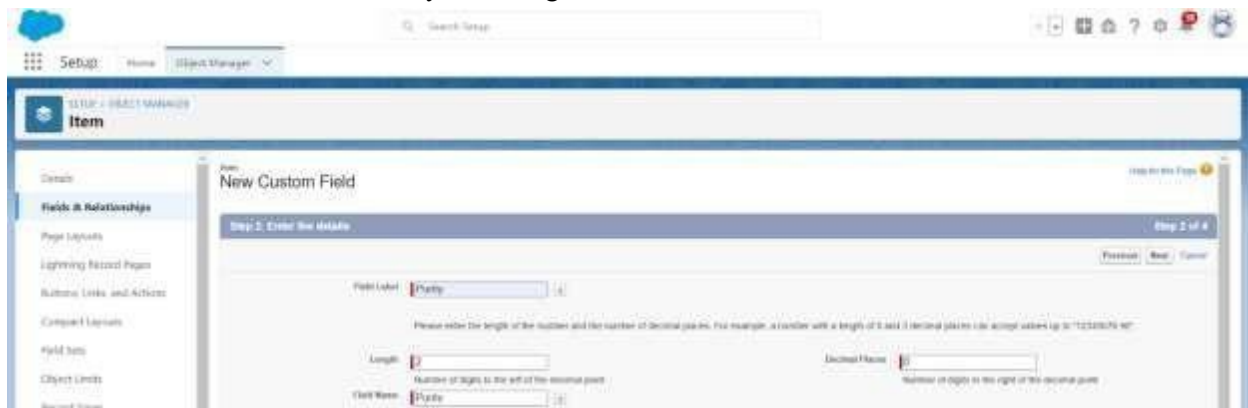 Search Setup
Setup Home Object Manager
SETUP > OBJECT MANAGER
Item
Details
Fields & Relationships
Page Layouts
Lightning Record Pages
Buttons, Links, and Actions
Compact Layouts
Field Sets
Object Limits
Record Types
New Custom Field
Help for this Page
Step 2. Enter the details
Step 2 of 4
Previous Next Cancel
Field Label Purity
Please enter the length of the number and the number of decimal places. For example, a number with a length of 8 and 2 decimal places can accept values up to "12345678.90".
Length 2
Decimal Places 0
Number of digits to the left of the decimal point
Number of digits to the right of the decimal point
Field Name Purity